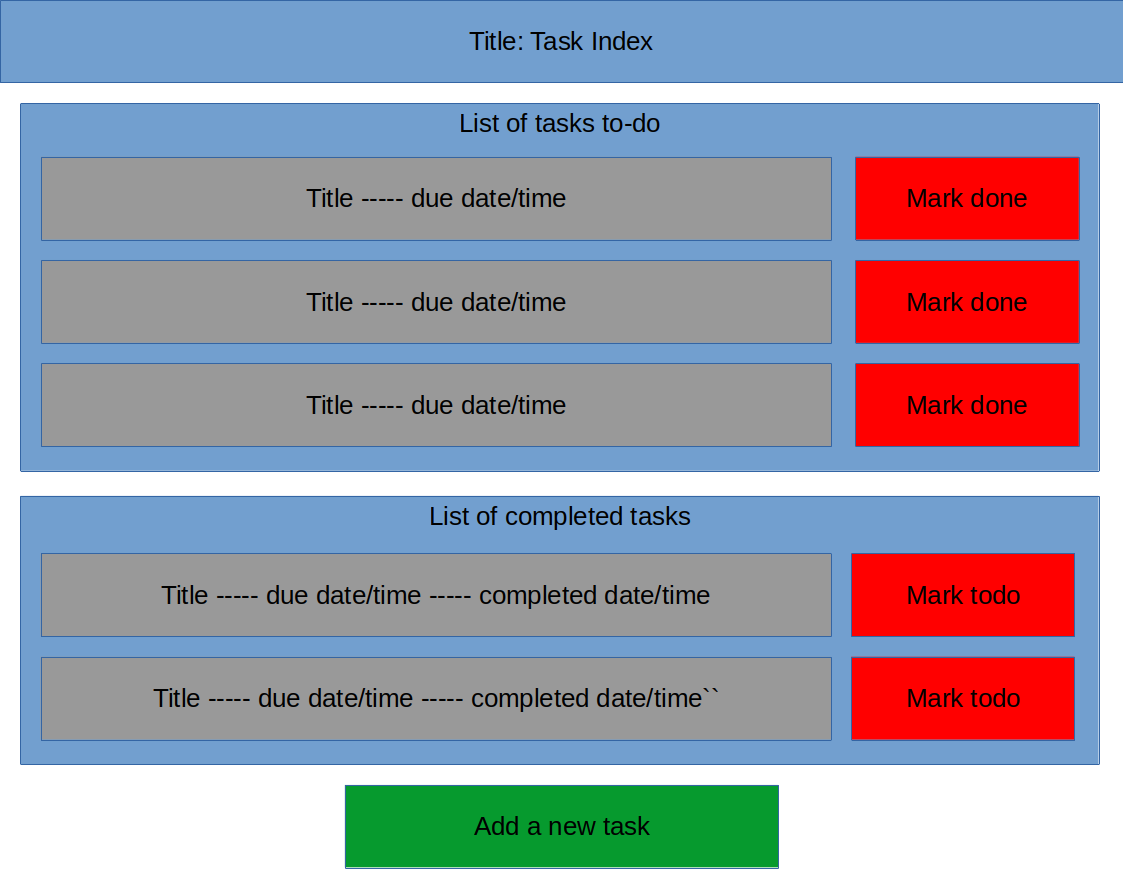 Title: Task Index
List of tasks to-do
Title ----- due date/time
Mark done
Title ----- due date/time
Mark done
Title ----- due date/time
Mark done
List of completed tasks
Title ----- due date/time ----- completed date/time
Mark todo
Title ----- due date/time ----- completed date/time``
Mark todo
Add a new task